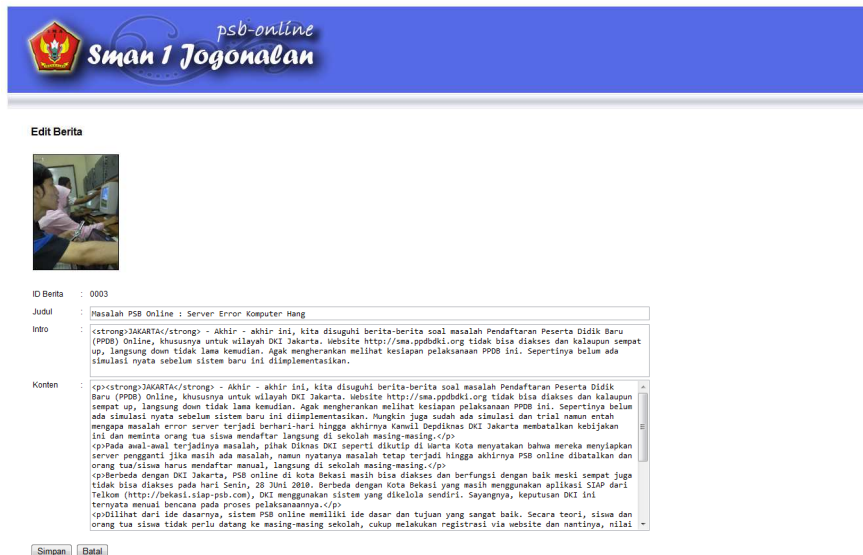 psb-online
Sman 1 Jogonalan
Edit Berita
ID Berita : 0003
Judul : Masalah PSB Online : Server Error Komputer Hang
Intro : <strong>JAKARTA</strong> - Akhir - akhir ini, kita disuguhi berita-berita soal masalah Pendaftaran Peserta Didik Baru
(PPDB) Online, khususnya untuk wilayah DKI Jakarta. Website http://sma.ppdbdki.org tidak bisa diakses dan kalaupun sempat
up, langsung down tidak lama kemudian. Agak mengherankan melihat kesiapan pelaksanaan PPDB ini. Sepertinya belum ada
simulasi nyata sebelum sistem baru ini diimplementasikan.
Konten : <p><strong>JAKARTA</strong> - Akhir - akhir ini, kita disuguhi berita-berita soal masalah Pendaftaran Peserta Didik
Baru (PPDB) Online, khususnya untuk wilayah DKI Jakarta. Website http://sma.ppdbdki.org tidak bisa diakses dan kalaupun
sempat up, langsung down tidak lama kemudian. Agak mengherankan melihat kesiapan pelaksanaan PPDB ini. Sepertinya belum
ada simulasi nyata sebelum sistem baru ini diimplementasikan. Mungkin juga sudah ada simulasi dan trial namun entah
mengapa masalah error server terjadi berhari-hari hingga akhirnya Kanwil Depdiknas DKI Jakarta membatalkan kebijakan
ini dan meminta orang tua siswa mendaftar langsung di sekolah masing-masing.</p>
<p>Pada awal-awal terjadinya masalah, pihak Diknas DKI seperti dikutip di Warta Kota menyatakan bahwa mereka menyiapkan
server pengganti jika masih ada masalah, namun nyatanya masalah tetap terjadi hingga akhirnya PSB online dibatalkan dan
orang tua/siswa harus mendaftar manual, langsung di sekolah masing-masing.</p>
<p>Berbeda dengan DKI Jakarta, PSB online di kota Bekasi masih bisa diakses dan berfungsi dengan baik meski sempat juga
tidak bisa diakses pada hari Senin, 28 JUni 2010. Berbeda dengan Kota Bekasi yang masih menggunakan aplikasi SIAP dari
Telkom (http://bekasi.siap-psb.com), DKI menggunakan sistem yang dikelola sendiri. Sayangnya, keputusan DKI ini
ternyata menuai bencana pada proses pelaksanaannya.</p>
<p>Dilihat dari ide dasarnya, sistem PSB online memiliki ide dasar dan tujuan yang sangat baik. Secara teori, siswa dan
orang tua siswa tidak perlu datang ke masing-masing sekolah, cukup melakukan registrasi via website dan nantinya, nilai
Simpan Batal